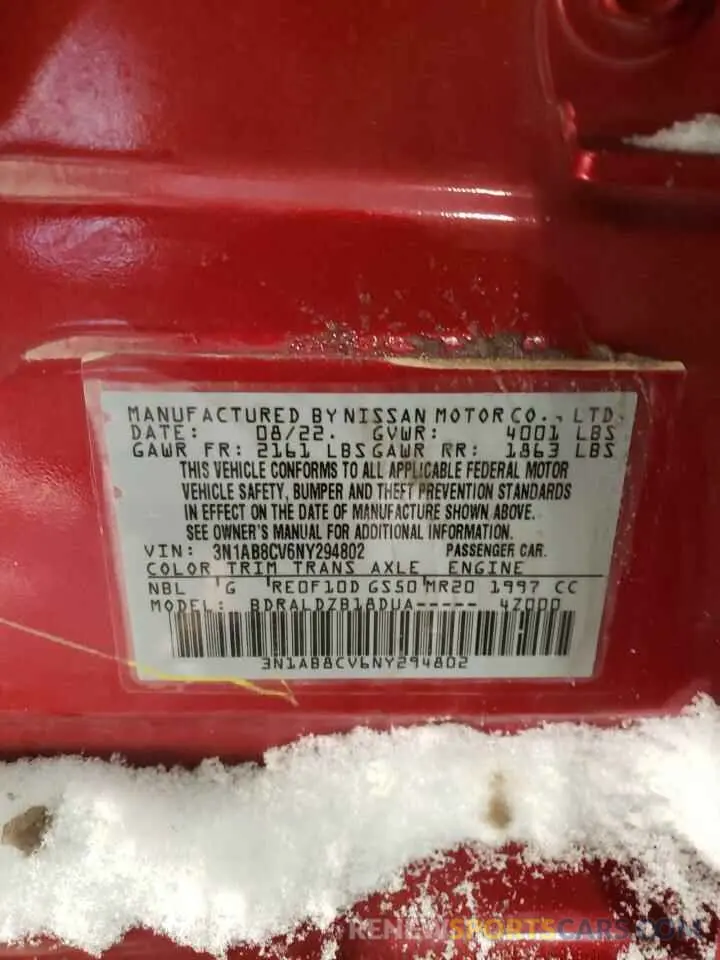 MANUFACTURED BY NISSAN MOTOR CO., LTD.
DATE: 08/22. GVWR: 4001 LBS
GAWR FR: 2161 LBS GAWR RR: 1863 LBS
THIS VEHICLE CONFORMS TO ALL APPLICABLE FEDERAL MOTOR
VEHICLE SAFETY, BUMPER AND THEFT PREVENTION STANDARDS
IN EFFECT ON THE DATE OF MANUFACTURE SHOWN ABOVE.
SEE OWNER'S MANUAL FOR ADDITIONAL INFORMATION.
VIN: 3N1AB8CV6NY294802 PASSENGER CAR.
COLOR TRIM TRANS AXLE ENGINE
NBL G RE0F10D GS50 MR20 1997 CC
MODEL: BDRALDZB18DUA----- 4Z000
3N1AB8CV6NY294802
RENEWSPORTSCARS.COM